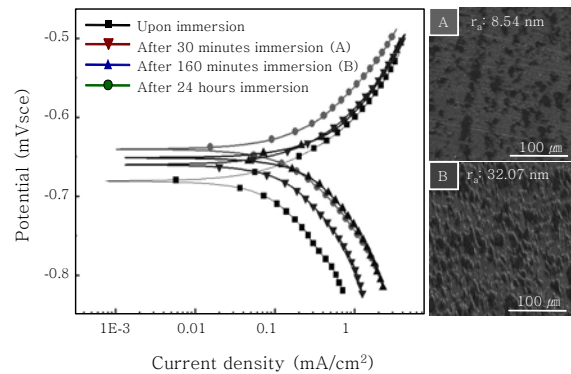 Upon immersion
After 30 minutes immersion (A)
After 160 minutes immersion (B)
After 24 hours immersion
-0.5
-0.6
-0.7
-0.8
Potential (mVsce)
1E-3 0.01 0.1 1
Current density (mA/cm²)
A rₐ: 8.54 nm
100 ㎛
B rₐ: 32.07 nm
100 ㎛